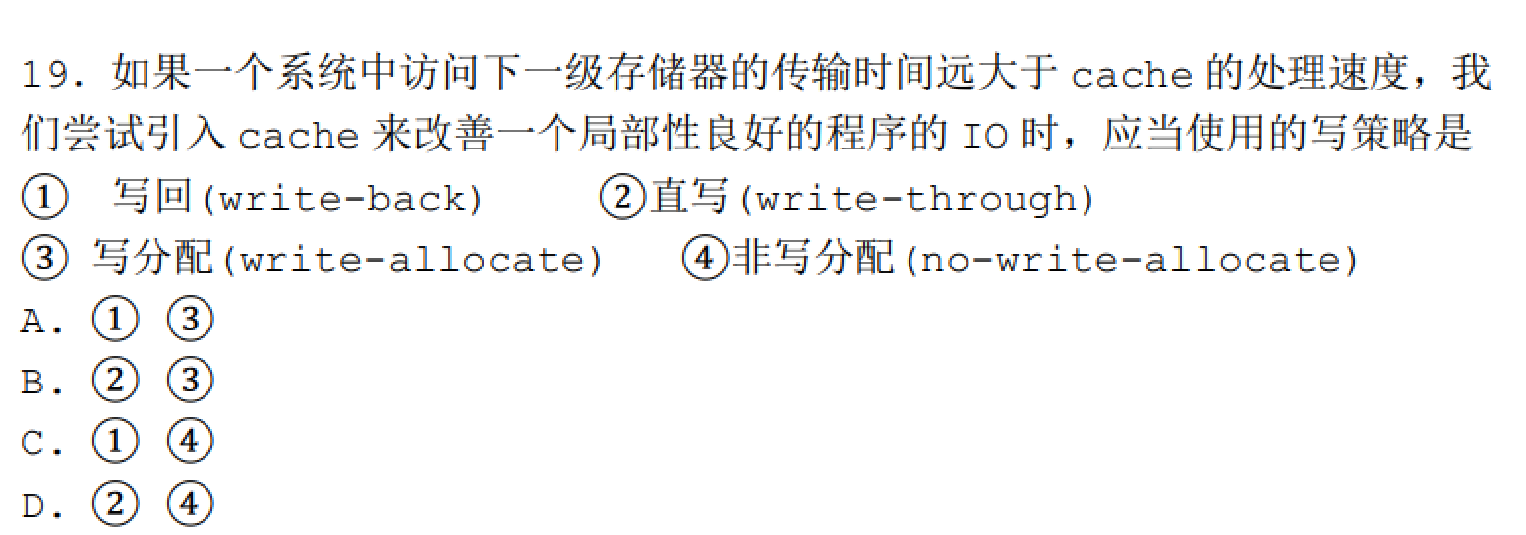 19. 如果一个系统中访问下一级存储器的传输时间远大于 cache 的处理速度，我
们尝试引入 cache 来改善一个局部性良好的程序的 IO 时，应当使用的写策略是
① 写回(write-back) ②直写(write-through)
③ 写分配(write-allocate) ④非写分配(no-write-allocate)
A. ① ③
B. ② ③
C. ① ④
D. ② ④